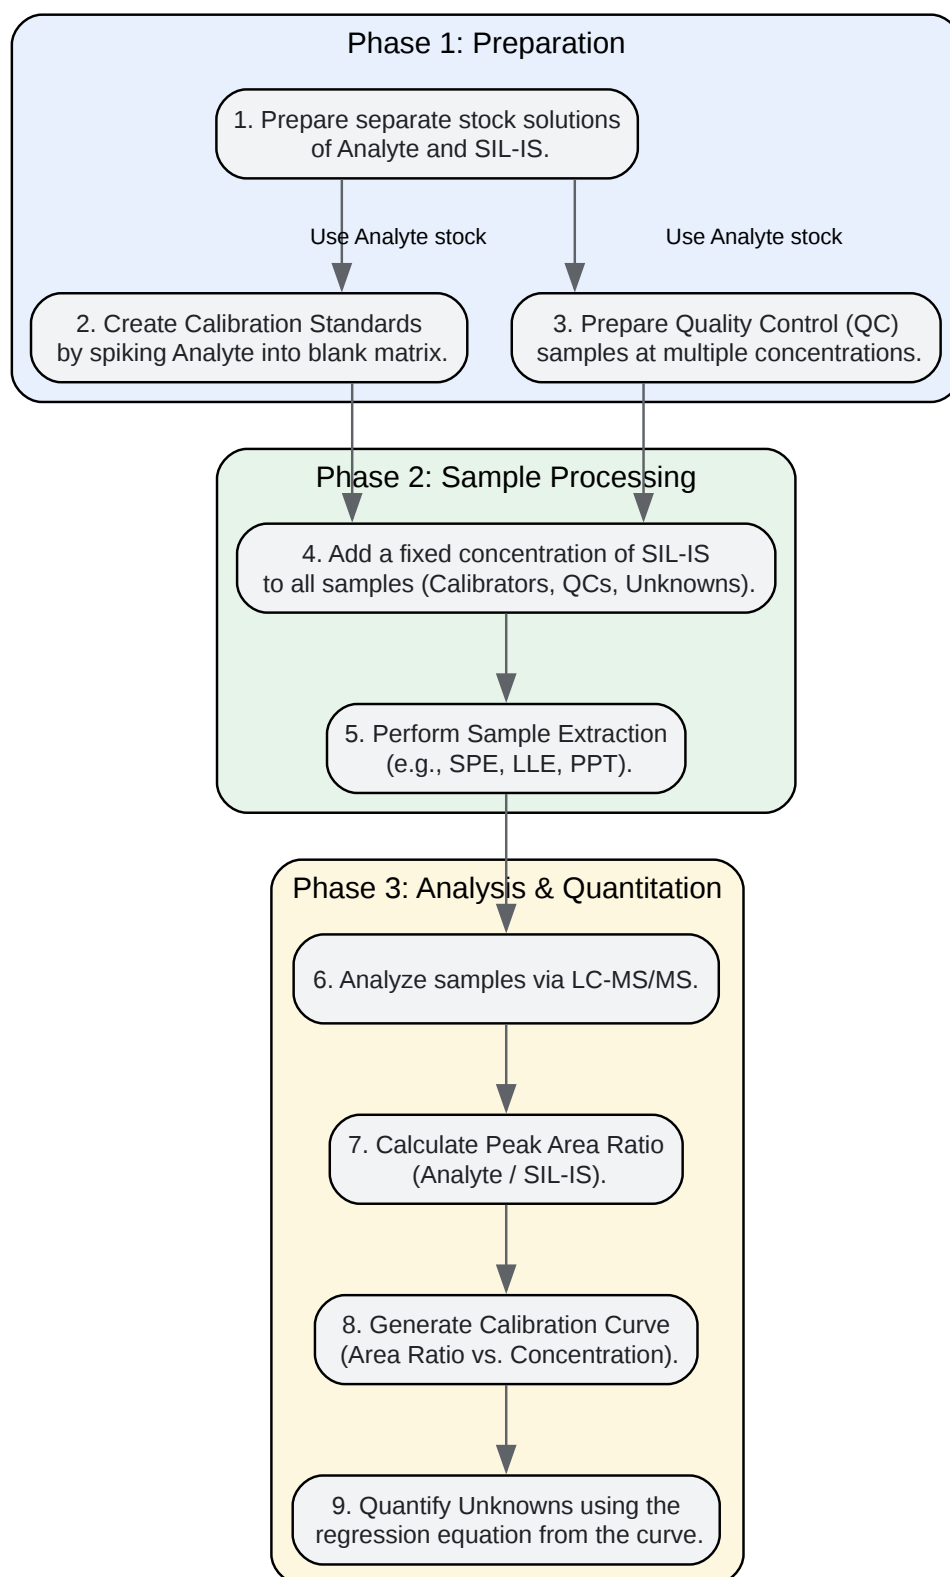 Phase 1: Preparation
1. Prepare separate stock solutions
of Analyte and SIL-IS.
Use Analyte stock
Use Analyte stock
2. Create Calibration Standards
by spiking Analyte into blank matrix.
3. Prepare Quality Control (QC)
samples at multiple concentrations.
Phase 2: Sample Processing
4. Add a fixed concentration of SIL-IS
to all samples (Calibrators, QCs, Unknowns).
5. Perform Sample Extraction
(e.g., SPE, LLE, PPT).
Phase 3: Analysis & Quantitation
6. Analyze samples via LC-MS/MS.
7. Calculate Peak Area Ratio
(Analyte / SIL-IS).
8. Generate Calibration Curve
(Area Ratio vs. Concentration).
9. Quantify Unknowns using the
regression equation from the curve.